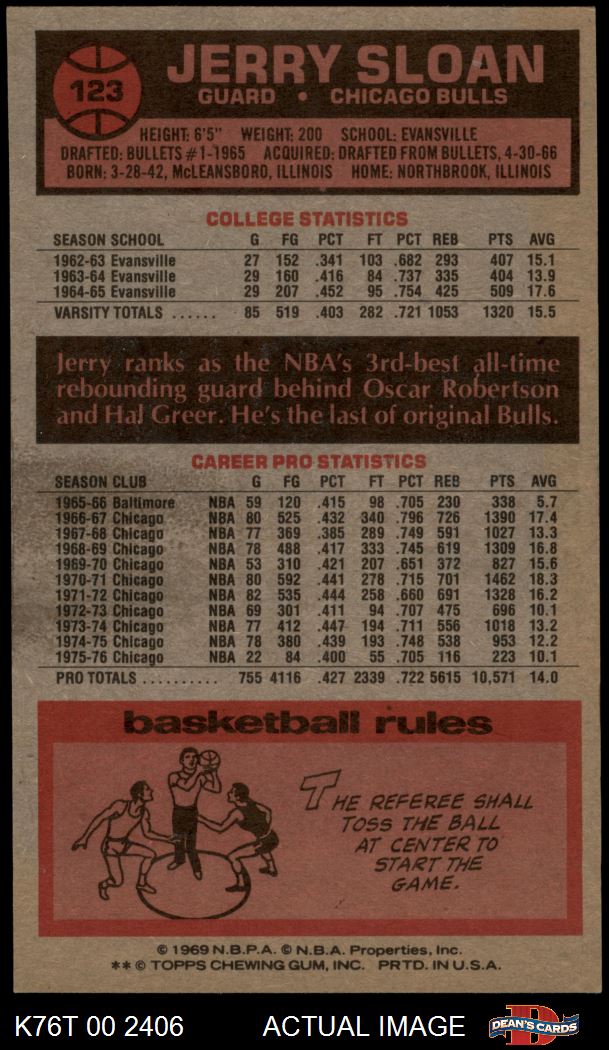 123
JERRY SLOAN
GUARD • CHICAGO BULLS
HEIGHT: 6'5" WEIGHT: 200 SCHOOL: EVANSVILLE
DRAFTED: BULLETS #1-1965 ACQUIRED: DRAFTED FROM BULLETS, 4-30-66
BORN: 3-28-42, McLEANSBORO, ILLINOIS HOME: NORTHBROOK, ILLINOIS
COLLEGE STATISTICS
SEASON SCHOOL G FG PCT FT PCT REB PTS AVG
1962-63 Evansville 27 152 .341 103 .682 293 407 15.1
1963-64 Evansville 29 160 .416 84 .737 335 404 13.9
1964-65 Evansville 29 207 .452 95 .754 425 509 17.6
VARSITY TOTALS ...... 85 519 .403 282 .721 1053 1320 15.5
Jerry ranks as the NBA's 3rd-best all-time
rebounding guard behind Oscar Robertson
and Hal Greer. He's the last of original Bulls.
CAREER PRO STATISTICS
SEASON CLUB G FG PCT FT PCT REB PTS AVG
1965-66 Baltimore NBA 59 120 .415 98 .705 230 338 5.7
1966-67 Chicago NBA 80 525 .432 340 .796 726 1390 17.4
1967-68 Chicago NBA 77 369 .385 289 .749 591 1027 13.3
1968-69 Chicago NBA 78 488 .417 333 .745 619 1309 16.8
1969-70 Chicago NBA 53 310 .421 207 .651 372 827 15.6
1970-71 Chicago NBA 80 592 .441 278 .715 701 1462 18.3
1971-72 Chicago NBA 82 535 .444 258 .660 691 1328 16.2
1972-73 Chicago NBA 69 301 .411 94 .707 475 696 10.1
1973-74 Chicago NBA 77 412 .447 194 .711 556 1018 13.2
1974-75 Chicago NBA 78 380 .439 193 .748 538 953 12.2
1975-76 Chicago NBA 22 84 .400 55 .705 116 223 10.1
PRO TOTALS .......... 755 4116 .427 2339 .722 5615 10,571 14.0
basketball rules
THE REFEREE SHALL
TOSS THE BALL
AT CENTER TO
START THE
GAME.
© 1969 N.B.P.A. © N.B.A. Properties, Inc.
** © TOPPS CHEWING GUM, INC. PRTD. IN U.S.A.
K76T 00 2406 ACTUAL IMAGE D DEAN'S CARDS